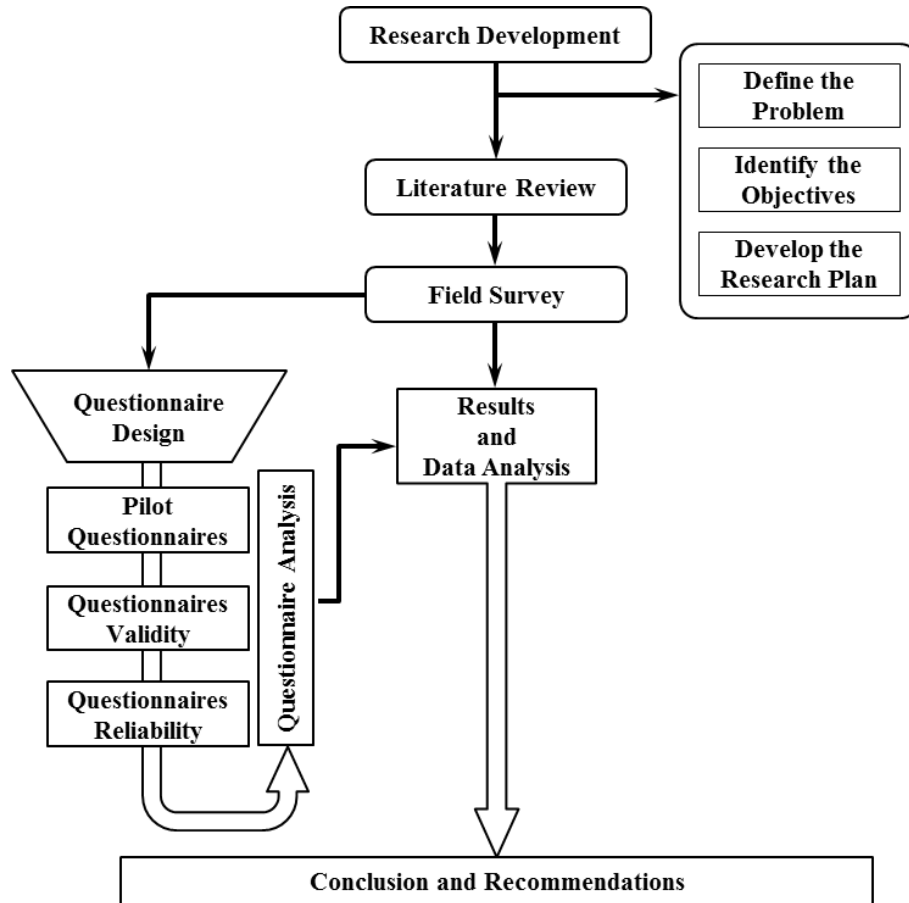 Research Development
Define the
Problem
Identify the
Objectives
Develop the
Research Plan
Literature Review
Field Survey
Questionnaire
Design
Pilot
Questionnaires
Questionnaires
Validity
Questionnaires
Reliability
Questionnaire Analysis
Results
and
Data Analysis
Conclusion and Recommendations